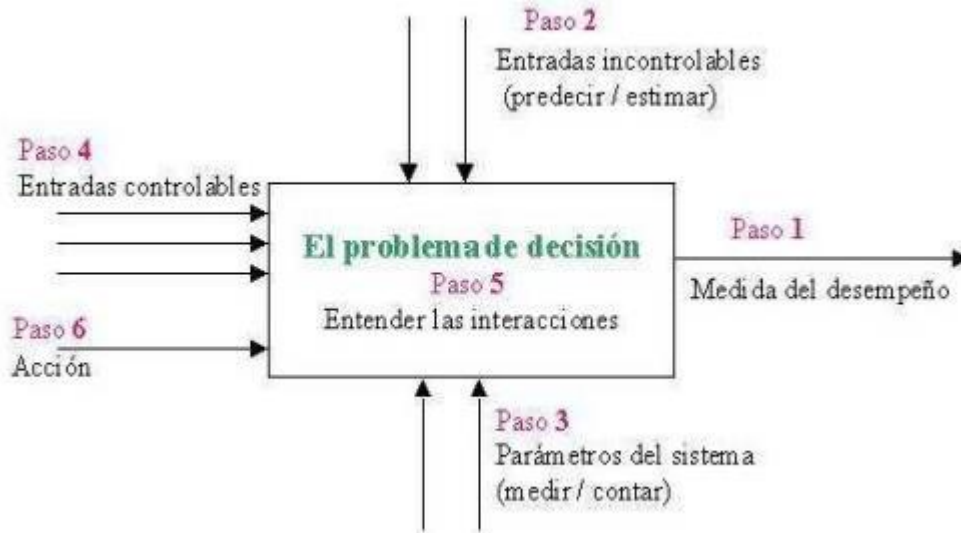 Paso 2
Entradas incontrolables
(predecir / estimar)
Paso 4
Entradas controlables
El problema de decisión
Paso 5
Entender las interacciones
Paso 1
Medida del desempeño
Paso 6
Acción
Paso 3
Parámetros del sistema
(medir / contar)